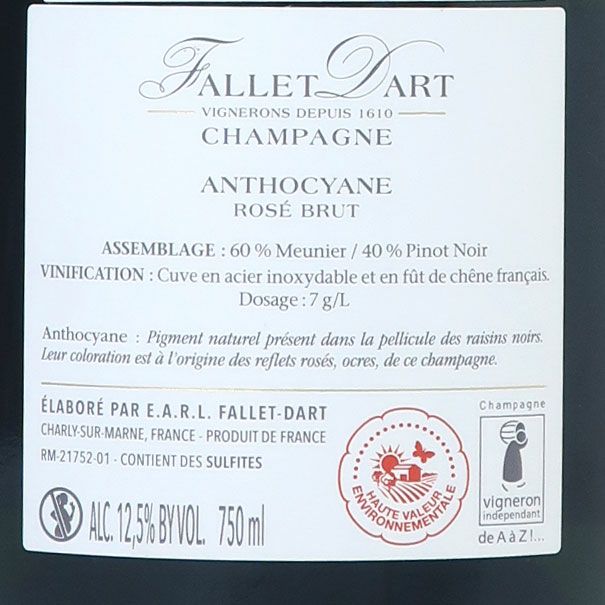 FALLET DART
VIGNERONS DEPUIS 1610
CHAMPAGNE
ANTHOCYANE
ROSÉ BRUT
ASSEMBLAGE : 60 % Meunier / 40 % Pinot Noir
VINIFICATION : Cuve en acier inoxydable et en fût de chêne français.
Dosage : 7 g/L
Anthocyane : Pigment naturel présent dans la pellicule des raisins noirs.
Leur coloration est à l'origine des reflets rosés, ocres, de ce champagne.
ÉLABORÉ PAR E.A.R.L. FALLET-DART
CHARLY-SUR-MARNE, FRANCE - PRODUIT DE FRANCE
RM-21752-01 - CONTIENT DES SULFITES
ALC. 12,5% BY VOL. 750 ml
HAUTE VALEUR
ENVIRONNEMENTALE
Champagne
vigneron
indépendant
de A à Z !...